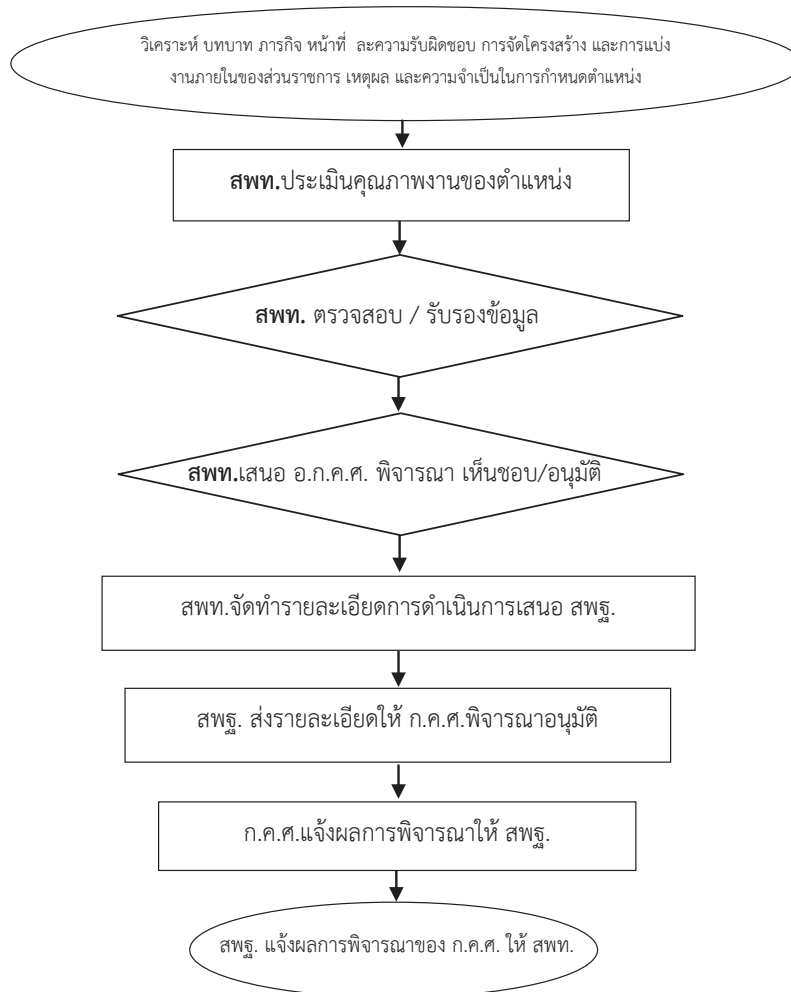 วิเคราะห์ บทบาท ภารกิจ หน้าที่ ละความรับผิดชอบ การจัดโครงสร้าง และการแบ่ง
งานภายในของส่วนราชการ เหตุผล และความจำเป็นในการกำหนดตำแหน่ง
สพท.ประเมินคุณภาพงานของตำแหน่ง
สพท. ตรวจสอบ / รับรองข้อมูล
สพท.เสนอ อ.ก.ค.ศ. พิจารณา เห็นชอบ/อนุมัติ
สพท.จัดทำรายละเอียดการดำเนินการเสนอ สพฐ.
สพฐ. ส่งรายละเอียดให้ ก.ค.ศ.พิจารณาอนุมัติ
ก.ค.ศ.แจ้งผลการพิจารณาให้ สพฐ.
สพฐ. แจ้งผลการพิจารณาของ ก.ค.ศ. ให้ สพท.